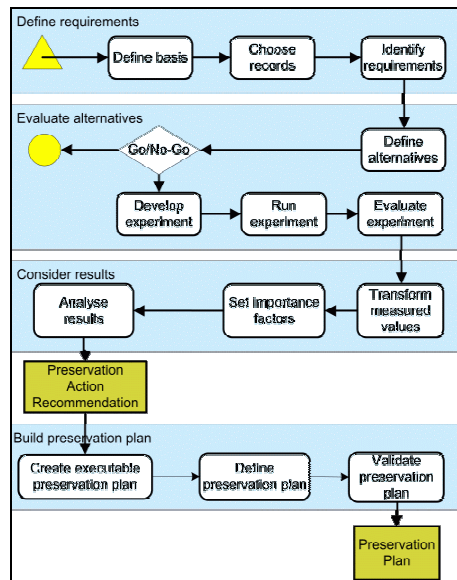 Define requirements
Define basis
Choose
records
Identify
requirements
Evaluate alternatives
Go/No-Go
Define
alternatives
Develop
experiment
Run
experiment
Evaluate
experiment
Consider results
Analyse
results
Set importance
factors
Transform
measured
values
Preservation
Action
Recommendation
Build preservation plan
Create executable
preservation plan
Define
preservation plan
Validate
preservation
plan
Preservation
Plan